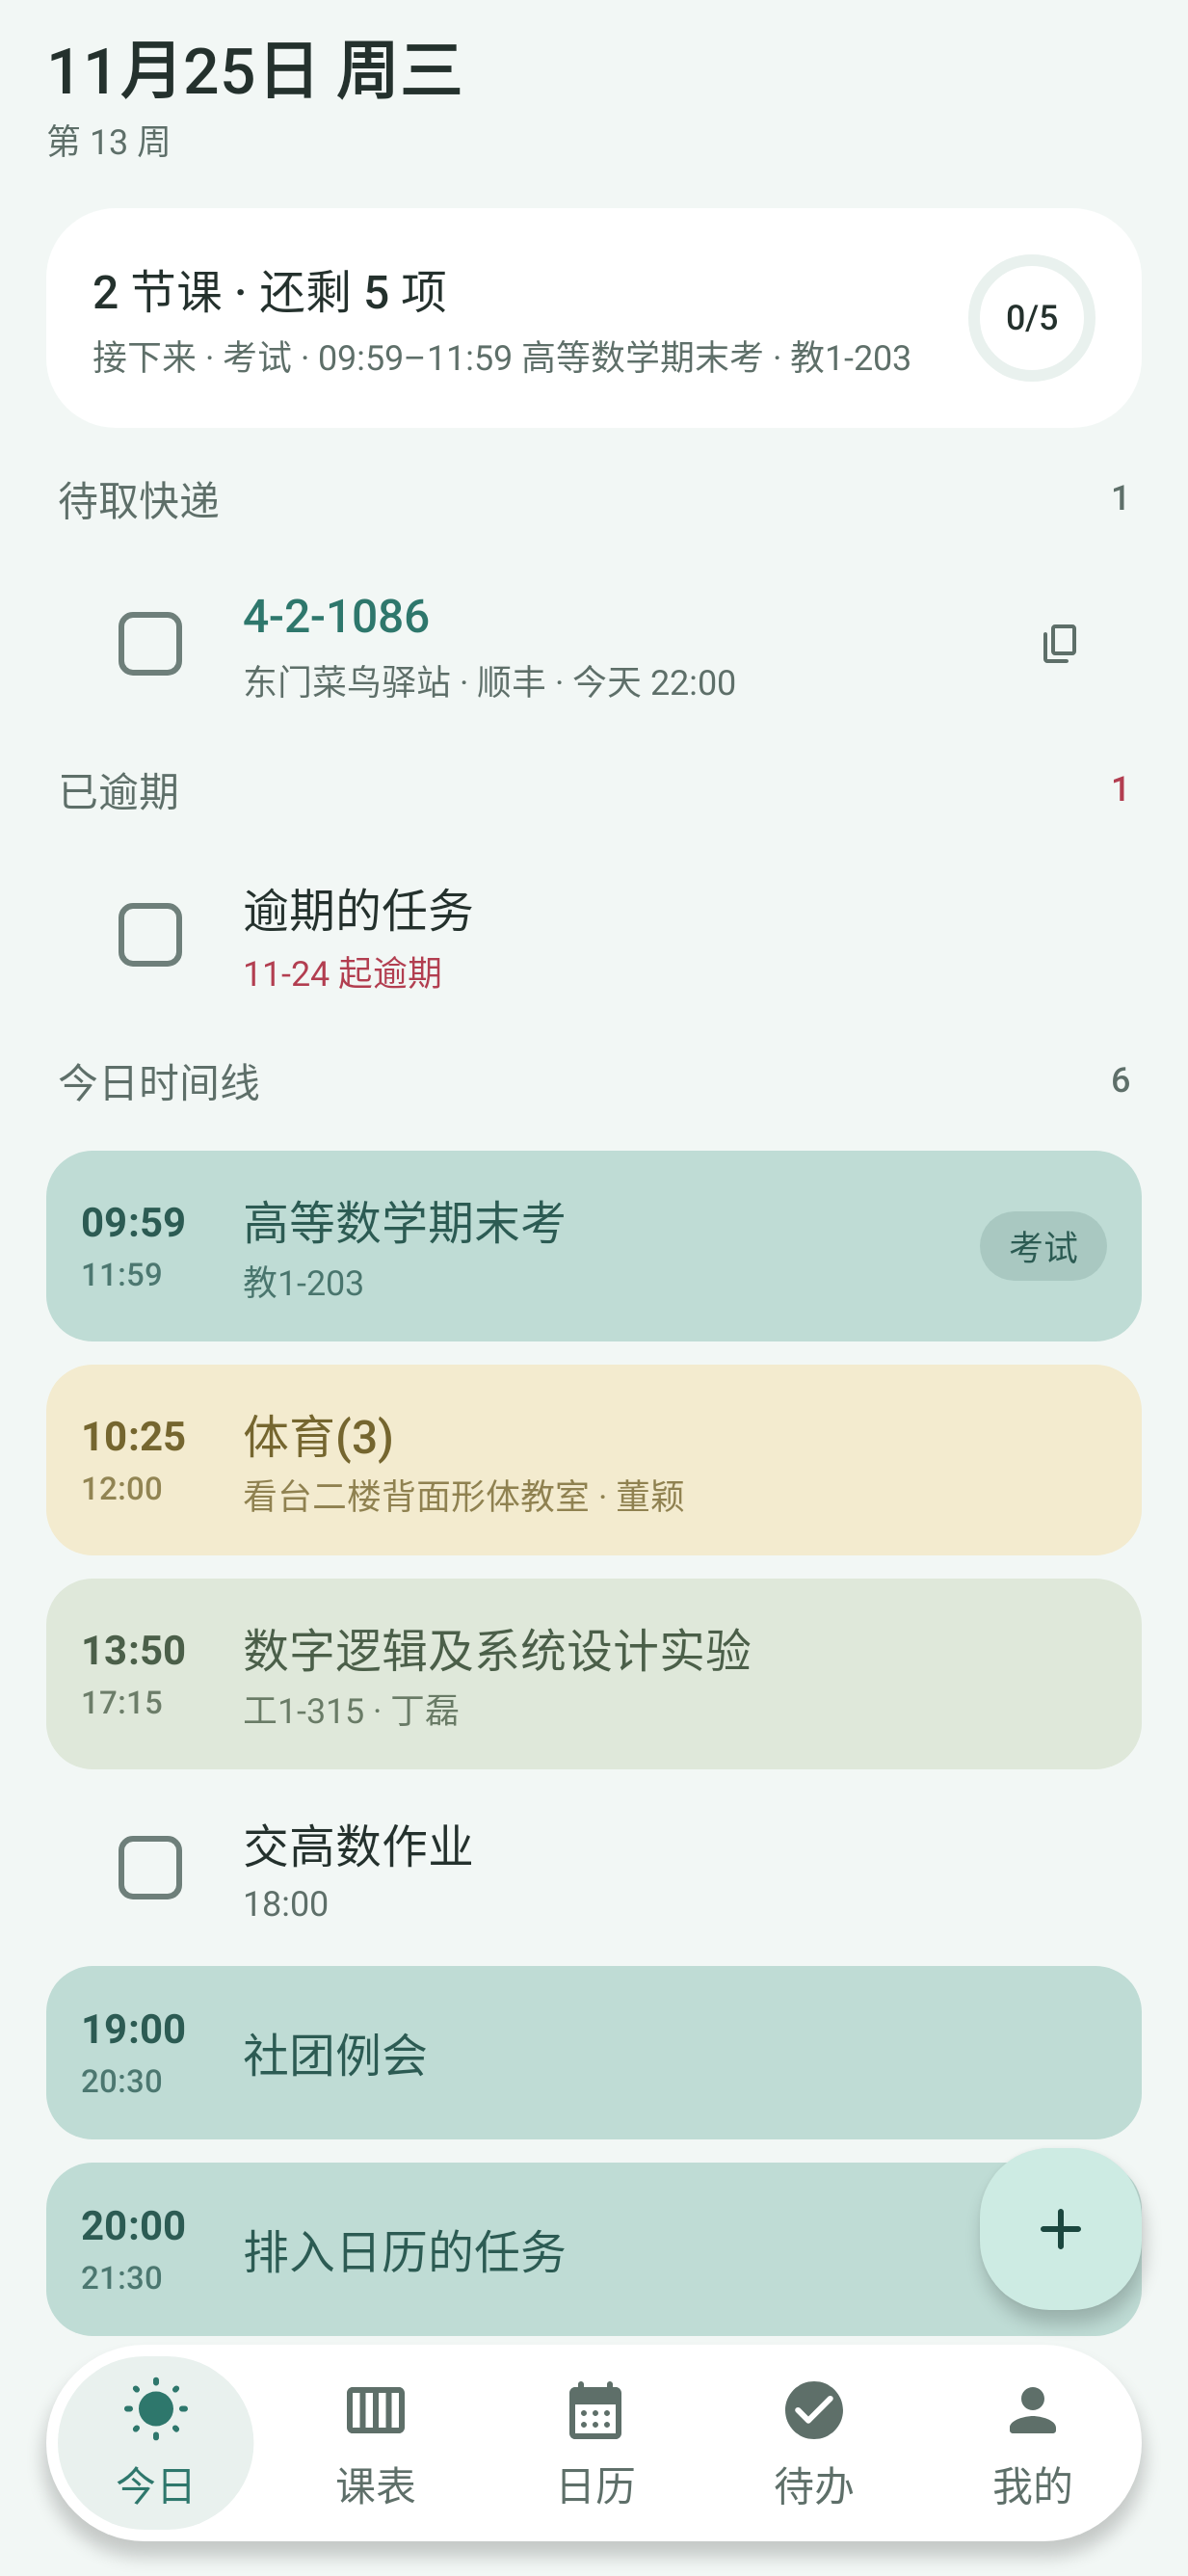 11月25日 周三
第 13 周
2 节课 · 还剩 5 项
接下来 · 考试 · 09:59–11:59 高等数学期末考 · 教1-203
0/5
待取快递 1
4-2-1086
东门菜鸟驿站 · 顺丰 · 今天 22:00
已逾期 1
逾期的任务
11-24 起逾期
今日时间线 6
09:59 高等数学期末考
11:59 教1-203
考试
10:25 体育(3)
12:00 看台二楼背面形体教室 · 董颖
13:50 数字逻辑及系统设计实验
17:15 工1-315 · 丁磊
交高数作业
18:00
19:00
20:30
社团例会
20:00
21:30
排入日历的任务
今日 课表 日历 待办 我的